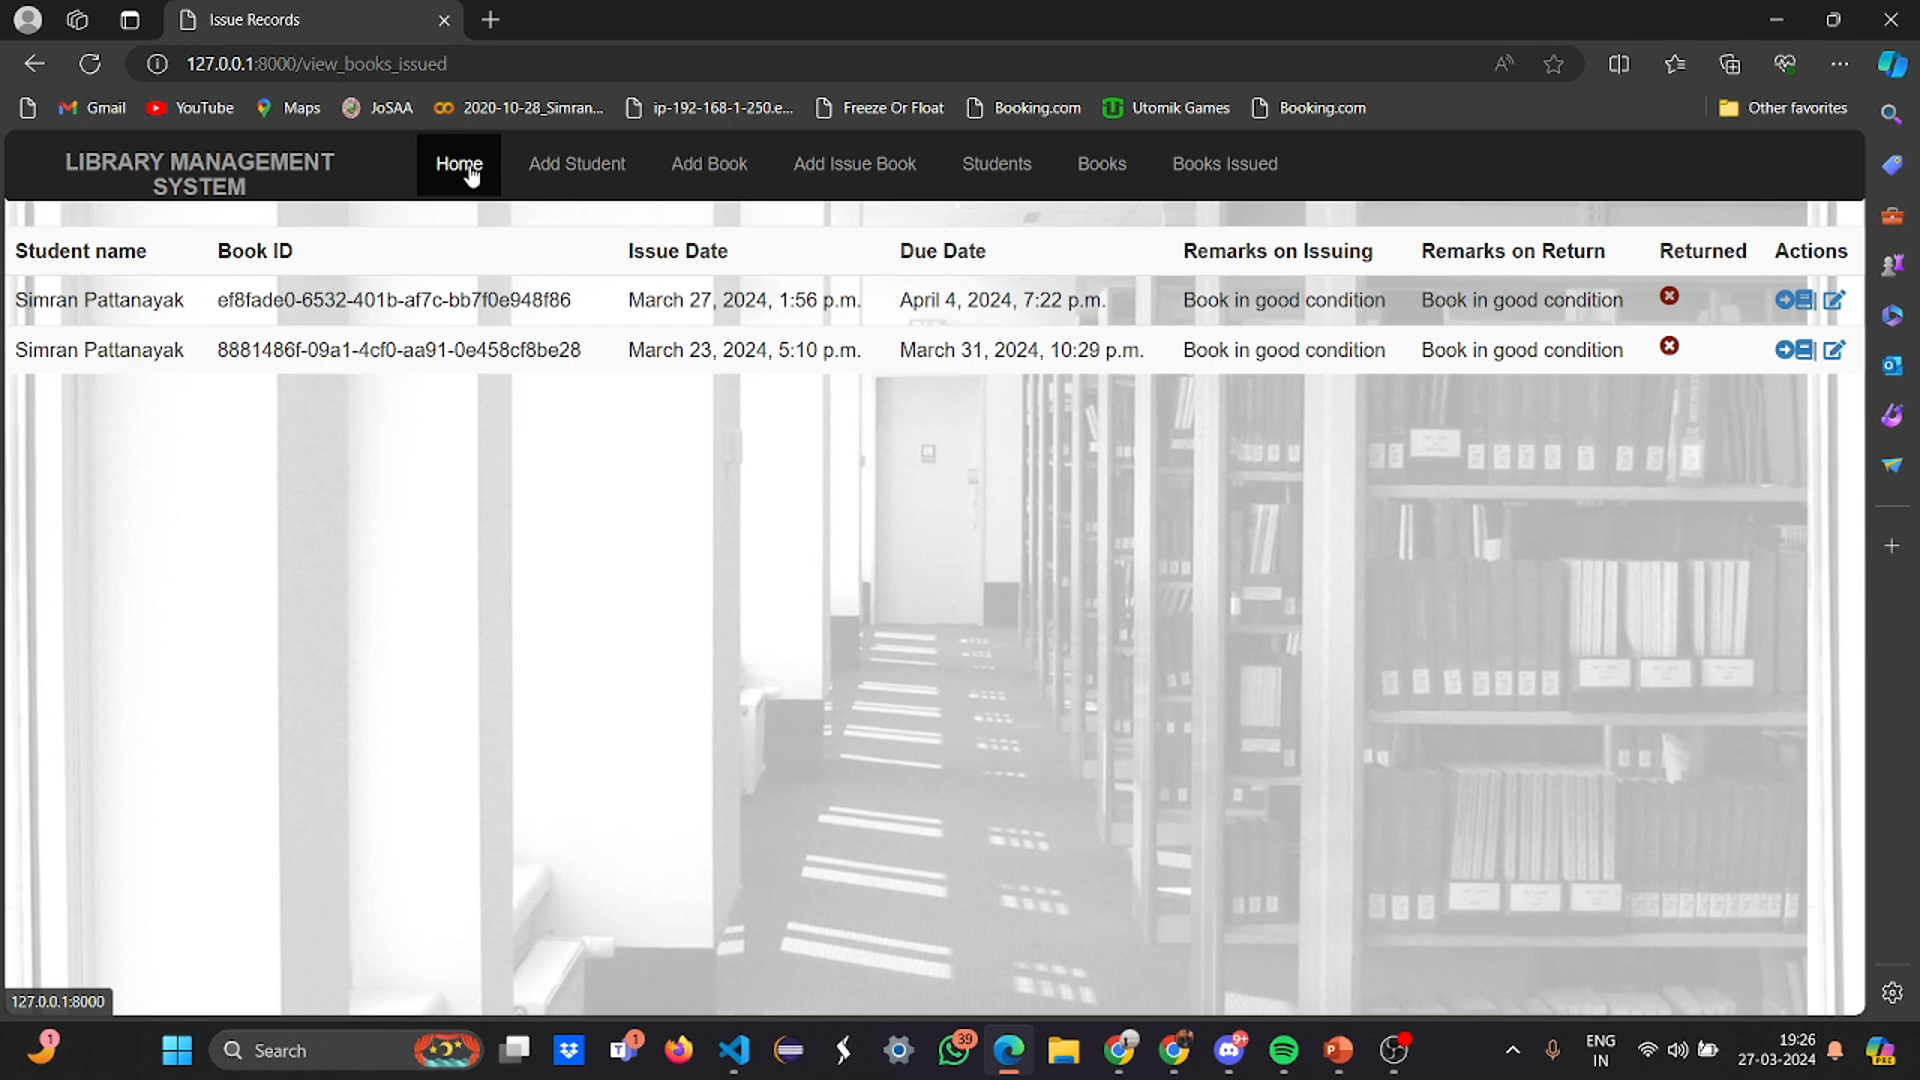 Issue Records
127.0.0.1:8000/view_books_issued
Gmail YouTube Maps JoSAA 2020-10-28_Simran... ip-192-168-1-250.e... Freeze Or Float Booking.com Utomik Games Booking.com Other favorites
LIBRARY MANAGEMENT
SYSTEM
Home Add Student Add Book Add Issue Book Students Books Books Issued
Student name Book ID Issue Date Due Date Remarks on Issuing Remarks on Return Returned Actions
Simran Pattanayak ef8fade0-6532-401b-af7c-bb7f0e948f86 March 27, 2024, 1:56 p.m. April 4, 2024, 7:22 p.m. Book in good condition Book in good condition
Simran Pattanayak 8881486f-09a1-4cf0-aa91-0e458cf8be28 March 23, 2024, 5:10 p.m. March 31, 2024, 10:29 p.m. Book in good condition Book in good condition
127.0.0.1:8000
1 Search 1 39 9+ ENG 19:26
IN 27-03-2024